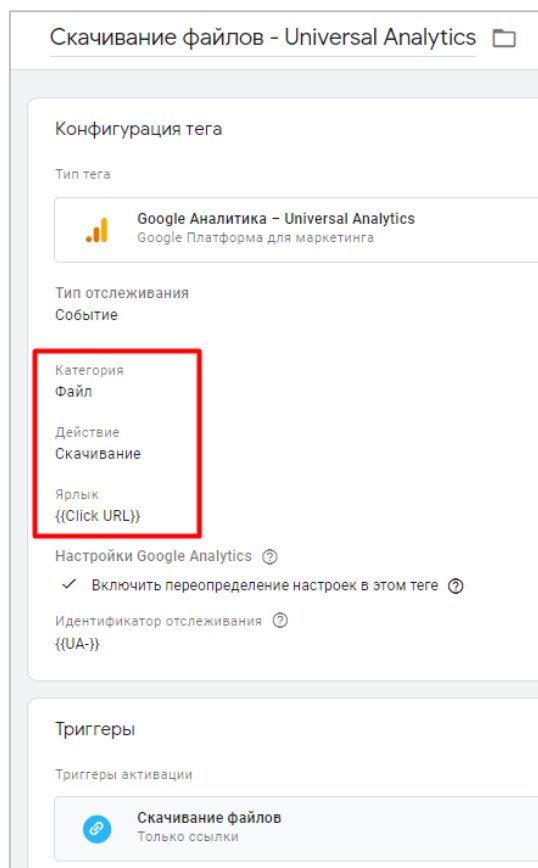 Скачивание файлов - Universal Analytics
Конфигурация тега
Тип тега
Google Аналитика – Universal Analytics
Google Платформа для маркетинга
Тип отслеживания
Событие
Категория
Файл
Действие
Скачивание
Ярлык
{{Click URL}}
Настройки Google Analytics
Включить переопределение настроек в этом теге
Идентификатор отслеживания
{{UA-}}
Триггеры
Триггеры активации
Скачивание файлов
Только ссылки